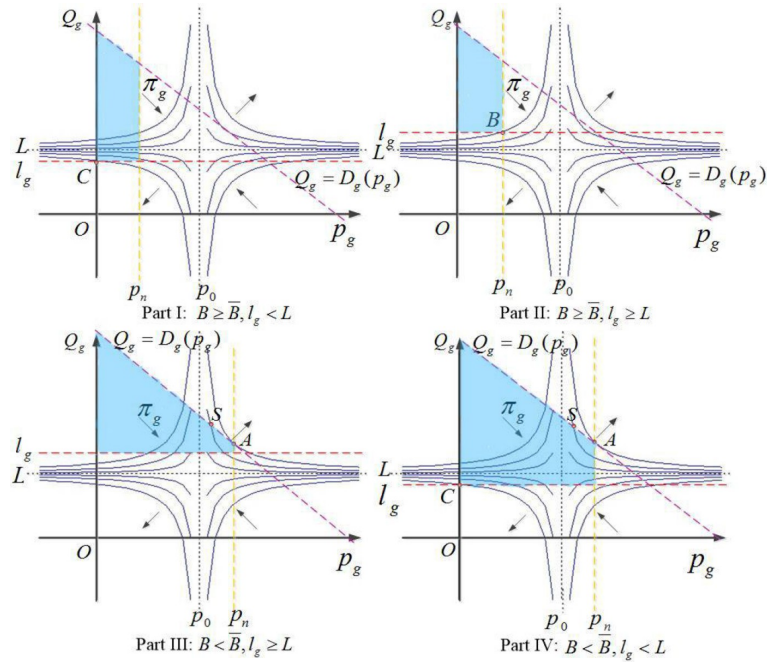 Q_g
π_g
L
l_g
C
Q_g = D_g(p_g)
O
p_g
p_n
p_0
Part I: B ≥ B̅, l_g < L
Q_g
π_g
B
l_g
L
Q_g = D_g(p_g)
O
p_g
p_n
p_0
Part II: B ≥ B̅, l_g ≥ L
Q_g
Q_g = D_g(p_g)
π_g
S
A
l_g
L
O
p_g
p_0
p_n
Part III: B < B̅, l_g ≥ L
Q_g
Q_g = D_g(p_g)
π_g
S
A
L
l_g
C
O
p_g
p_0
p_n
Part IV: B < B̅, l_g < L